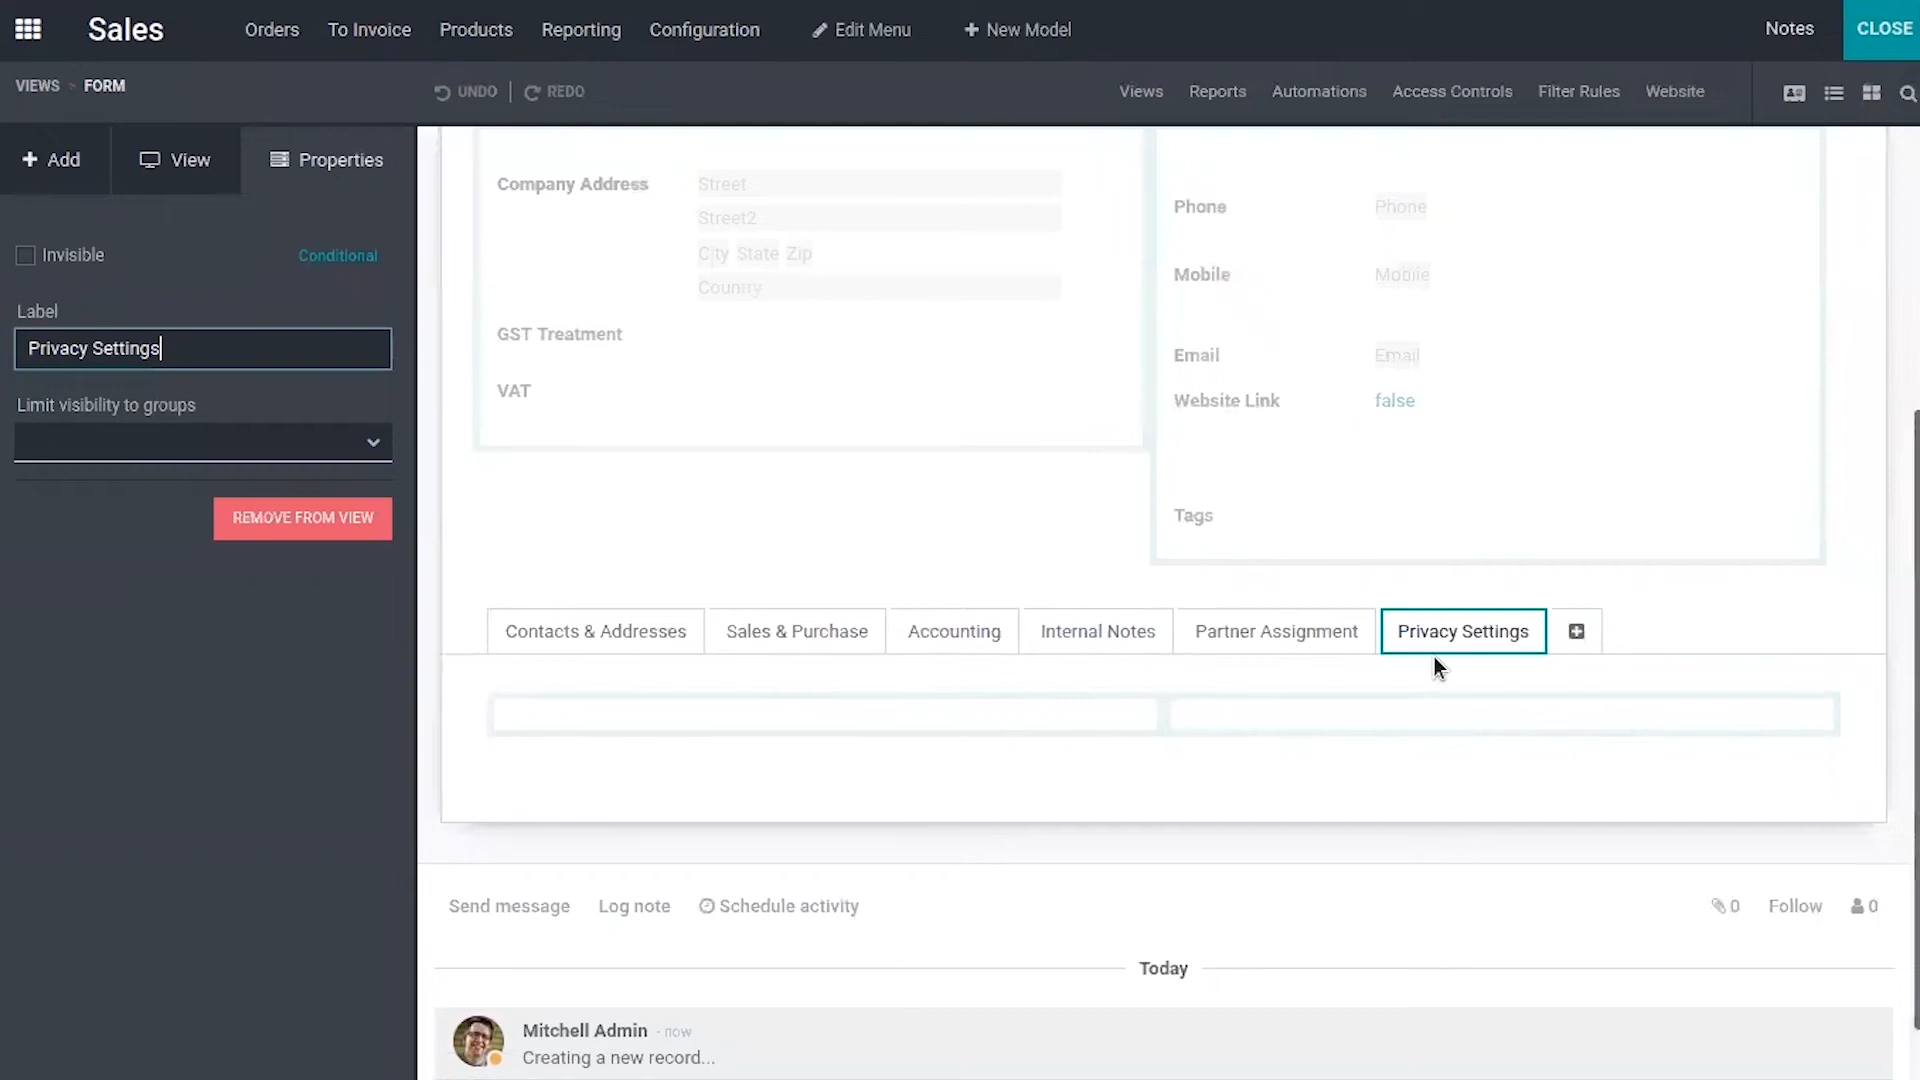 Sales Orders To Invoice Products Reporting Configuration Edit Menu New Model Notes CLOSE
VIEWS FORM UNDO REDO Views Reports Automations Access Controls Filter Rules Website
Add View Properties
Invisible Conditional
Label
Privacy Settings
Limit visibility to groups
REMOVE FROM VIEW
Company Address Street
Street2
City State Zip
Country
GST Treatment
VAT
Phone Phone
Mobile Mobile
Email Email
Website Link false
Tags
Contacts & Addresses Sales & Purchase Accounting Internal Notes Partner Assignment Privacy Settings
Send message Log note Schedule activity 0 Follow 0
Today
Mitchell Admin - now
Creating a new record...